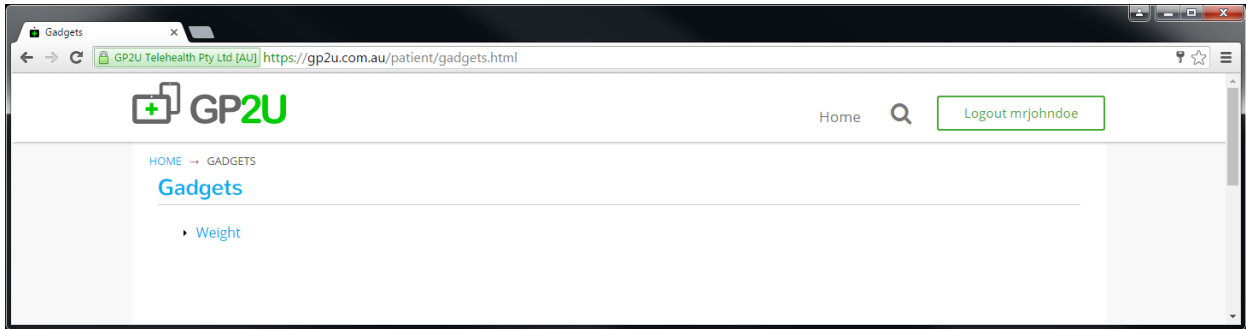 Gadgets
GP2U Telehealth Pty Ltd [AU] https://gp2u.com.au/patient/gadgets.html
GP2U
Home
Logout mrjohndoe
HOME → GADGETS
Gadgets
Weight